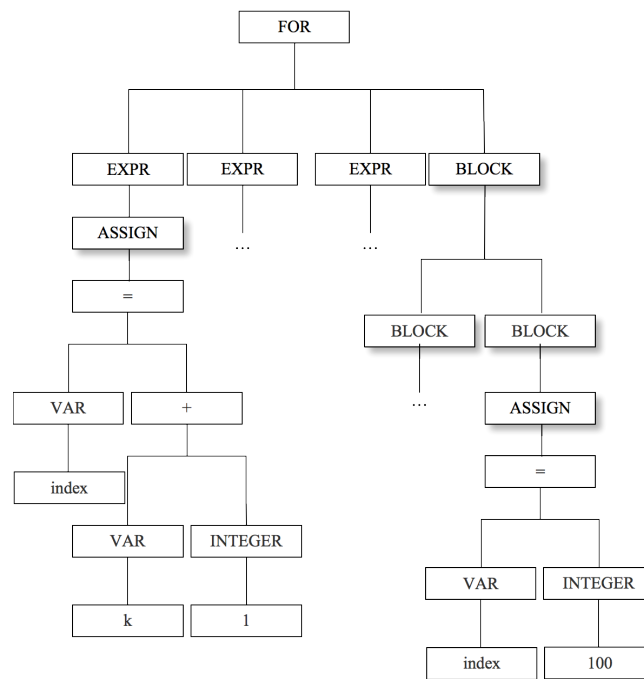 FOR
EXPR EXPR EXPR BLOCK
ASSIGN ... ...
=
BLOCK BLOCK
VAR + ... ASSIGN
index =
VAR INTEGER
VAR INTEGER
k 1
index 100